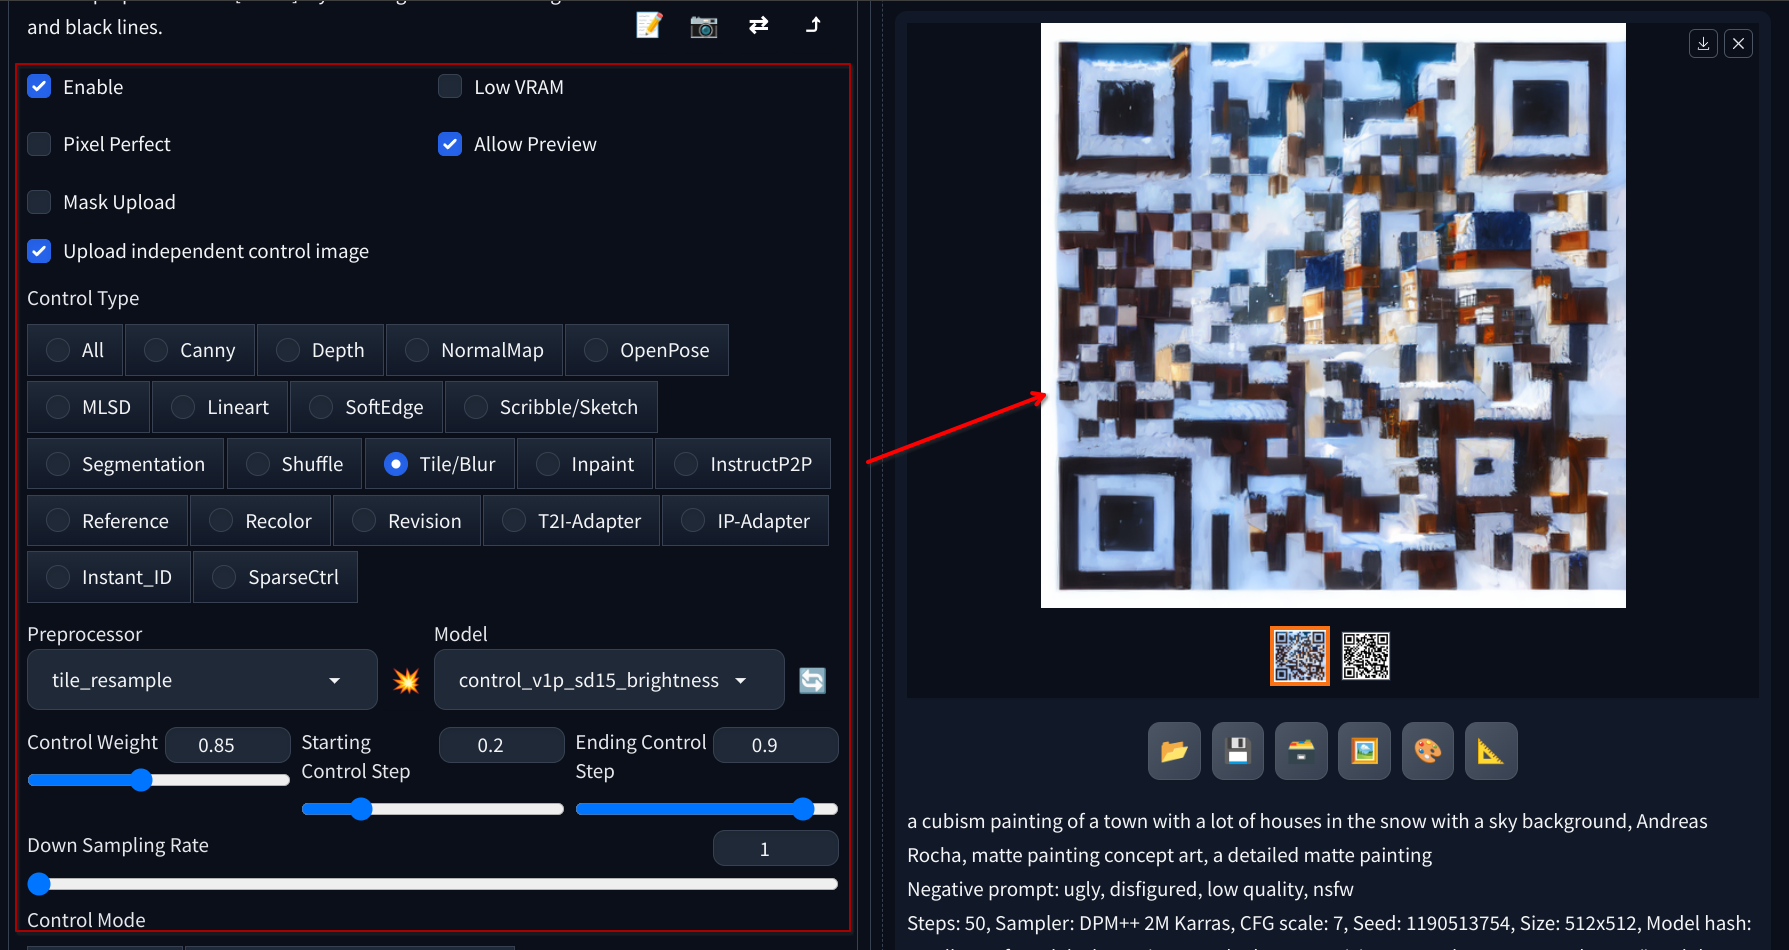 and black lines.
Enable
Low VRAM
Pixel Perfect
Allow Preview
Mask Upload
Upload independent control image
Control Type
All
Canny
Depth
NormalMap
OpenPose
MLSD
Lineart
SoftEdge
Scribble/Sketch
Segmentation
Shuffle
Tile/Blur
Inpaint
InstructP2P
Reference
Recolor
Revision
T2I-Adapter
IP-Adapter
Instant_ID
SparseCtrl
Preprocessor
Model
tile_resample
control_v1p_sd15_brightness
Control Weight
0.85
Starting
Control Step
0.2
Ending Control
Step
0.9
Down Sampling Rate
1
Control Mode
a cubism painting of a town with a lot of houses in the snow with a sky background, Andreas
Rocha, matte painting concept art, a detailed matte painting
Negative prompt: ugly, disfigured, low quality, nsfw
Steps: 50, Sampler: DPM++ 2M Karras, CFG scale: 7, Seed: 1190513754, Size: 512x512, Model hash: